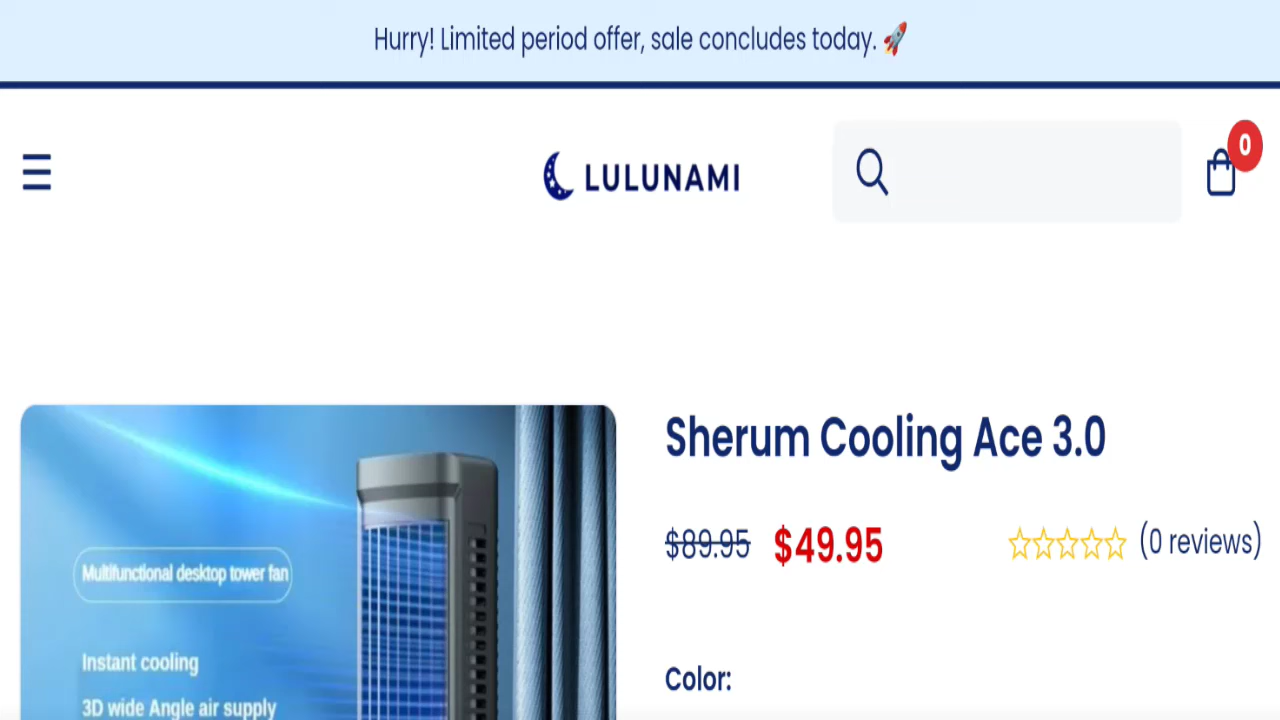 Hurry! Limited period offer, sale concludes today. 🚀
LULUNAMI
0
Sherum Cooling Ace 3.0
$89.95 $49.95 (0 reviews)
Color:
Multifunctional desktop tower fan
Instant cooling
3D wide Angle air supply